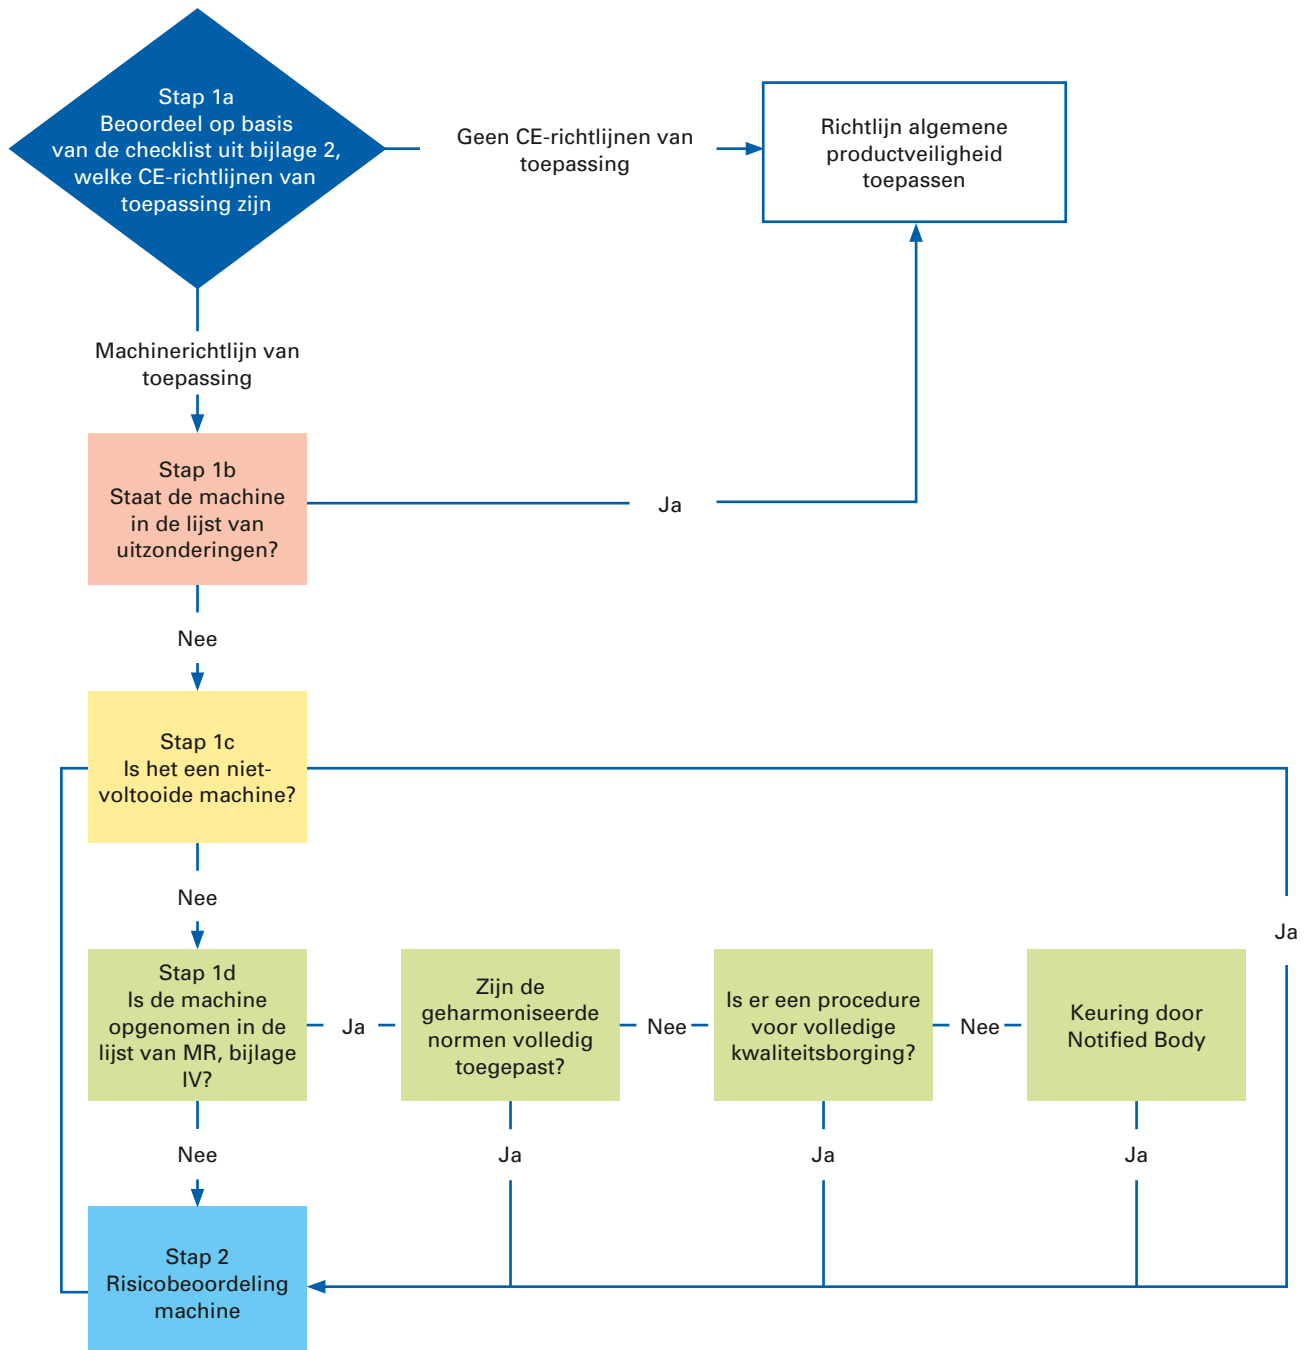 Stap 1a
Beoordeel op basis
van de checklist uit bijlage 2,
welke CE-richtlijnen van
toepassing zijn
Geen CE-richtlijnen van
toepassing
Richtlijn algemene
productveiligheid
toepassen
Machinerichtlijn van
toepassing
Stap 1b
Staat de machine
in de lijst van
uitzonderingen?
Ja
Nee
Stap 1c
Is het een niet-
voltooide machine?
Nee
Ja
Stap 1d
Is de machine
opgenomen in de
lijst van MR, bijlage
IV?
Ja
Zijn de
geharmoniseerde
normen volledig
toegepast?
Nee
Is er een procedure
voor volledige
kwaliteitsborging?
Nee
Keuring door
Notified Body
Nee
Ja
Ja
Ja
Stap 2
Risicobeoordeling
machine